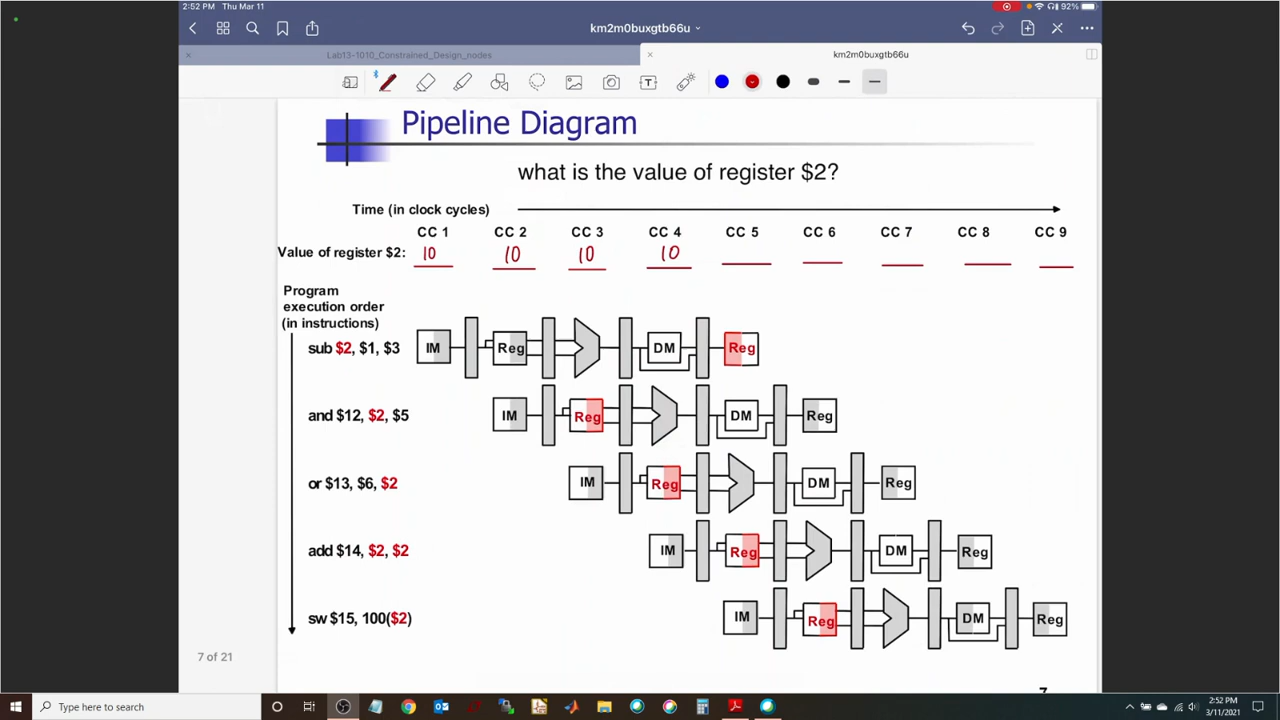 2:52 PM Thu Mar 11
92%
km2m0buxgtb66u
Lab13-1010_Constrained_Design_nodes
km2m0buxgtb66u
Pipeline Diagram
what is the value of register $2?
Time (in clock cycles)
CC 1 CC 2 CC 3 CC 4 CC 5 CC 6 CC 7 CC 8 CC 9
Value of register $2: 10 10 10 10
Program
execution order
(in instructions)
sub $2, $1, $3 IM Reg DM Reg
and $12, $2, $5 IM Reg DM Reg
or $13, $6, $2 IM Reg DM Reg
add $14, $2, $2 IM Reg DM Reg
sw $15, 100($2) IM Reg DM Reg
7 of 21
7
Type here to search
2:52 PM
3/11/2021